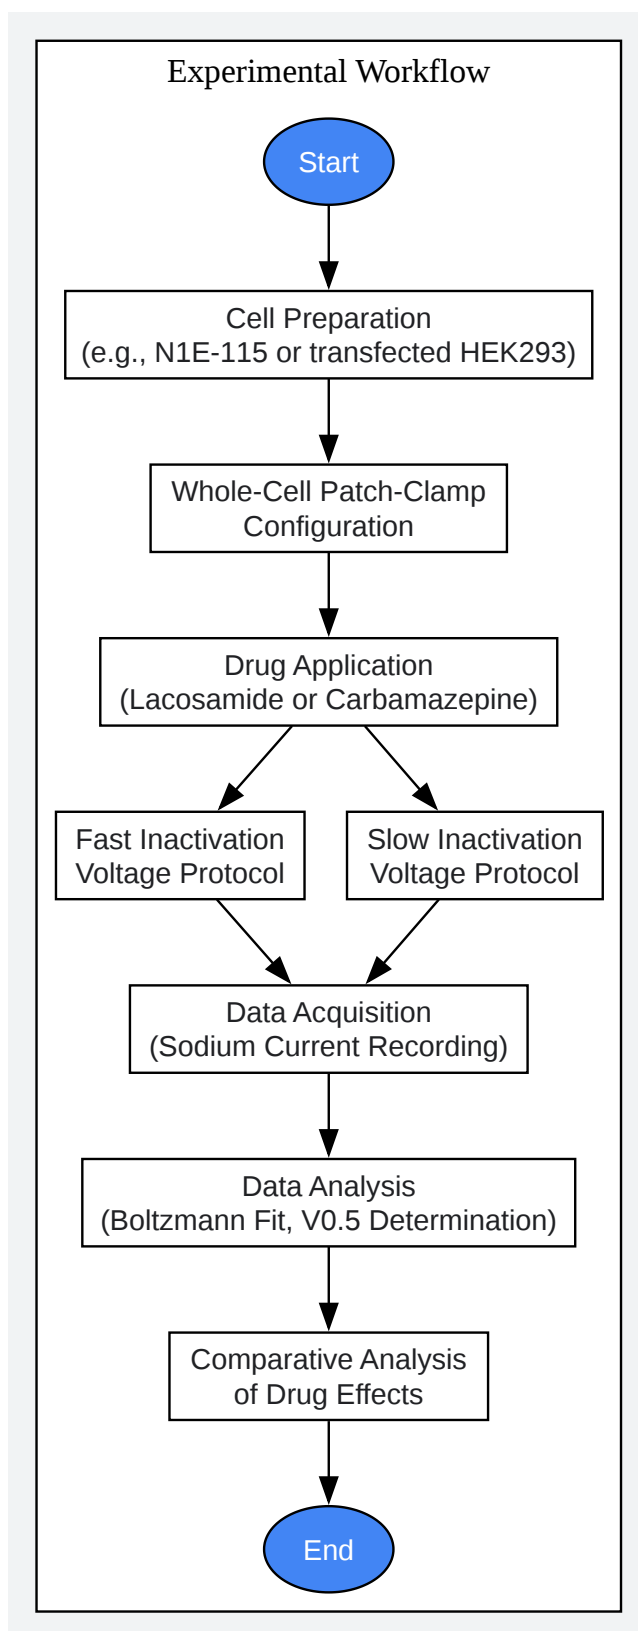 Experimental Workflow
Start
Cell Preparation
(e.g., N1E-115 or transfected HEK293)
Whole-Cell Patch-Clamp
Configuration
Drug Application
(Lacosamide or Carbamazepine)
Fast Inactivation
Voltage Protocol
Slow Inactivation
Voltage Protocol
Data Acquisition
(Sodium Current Recording)
Data Analysis
(Boltzmann Fit, V0.5 Determination)
Comparative Analysis
of Drug Effects
End